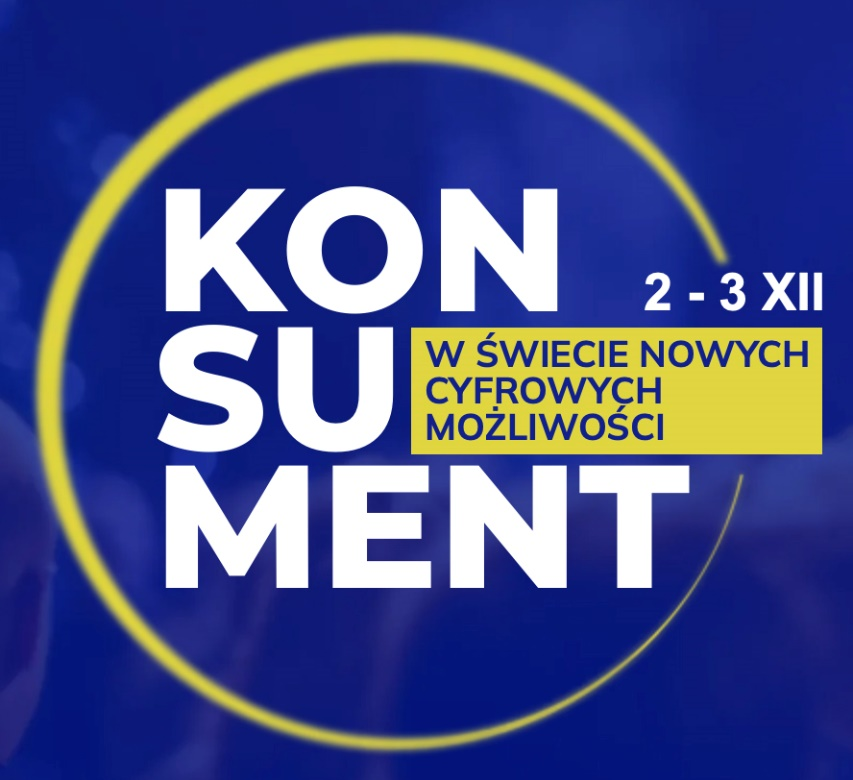 KON
2 - 3 XII
SU
W ŚWIECIE NOWYCH
CYFROWYCH
MOŻLIWOŚCI
MENT